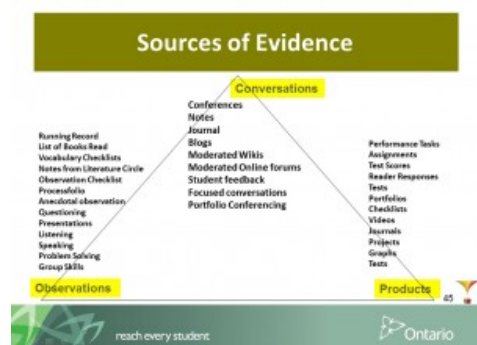 Sources of Evidence
Conversations
Conferences
Notes
Journal
Blogs
Moderated Wikis
Moderated Online forums
Student feedback
Focused conversations
Portfolio Conferencing
Running Record
List of Books Read
Vocabulary Checklists
Notes from Literature Circle
Observation Checklist
Processfolio
Anecdotal observation
Questioning
Presentations
Listening
Speaking
Problem Solving
Group Skills
Observations
Performance Tasks
Assignments
Test Scores
Reader Responses
Tests
Portfolios
Checklists
Videos
Journals
Projects
Graphs
Tests
Products
45
reach every student
Ontario